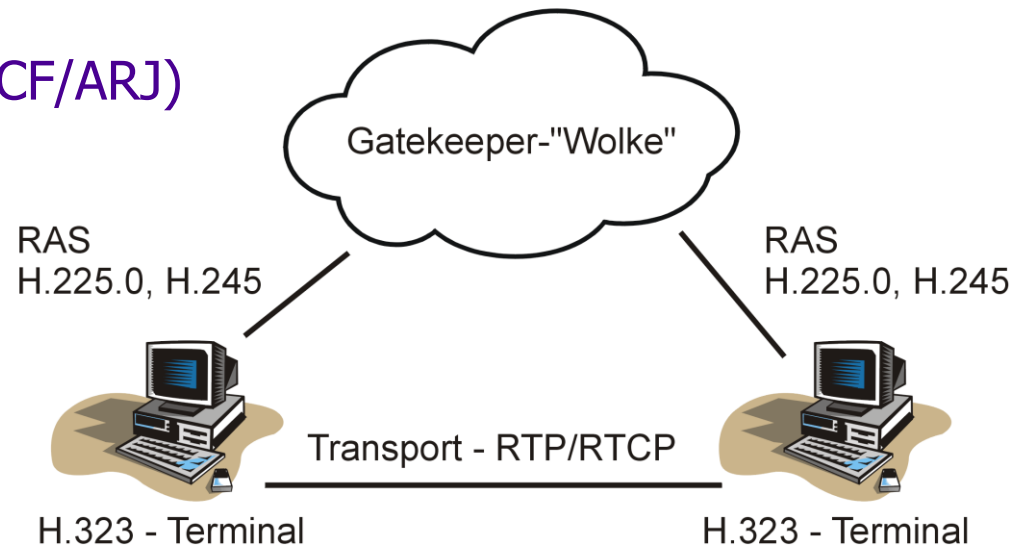 CF/ARJ)
Gatekeeper-"Wolke"
RAS
H.225.0, H.245
RAS
H.225.0, H.245
Transport - RTP/RTCP
H.323 - Terminal
H.323 - Terminal